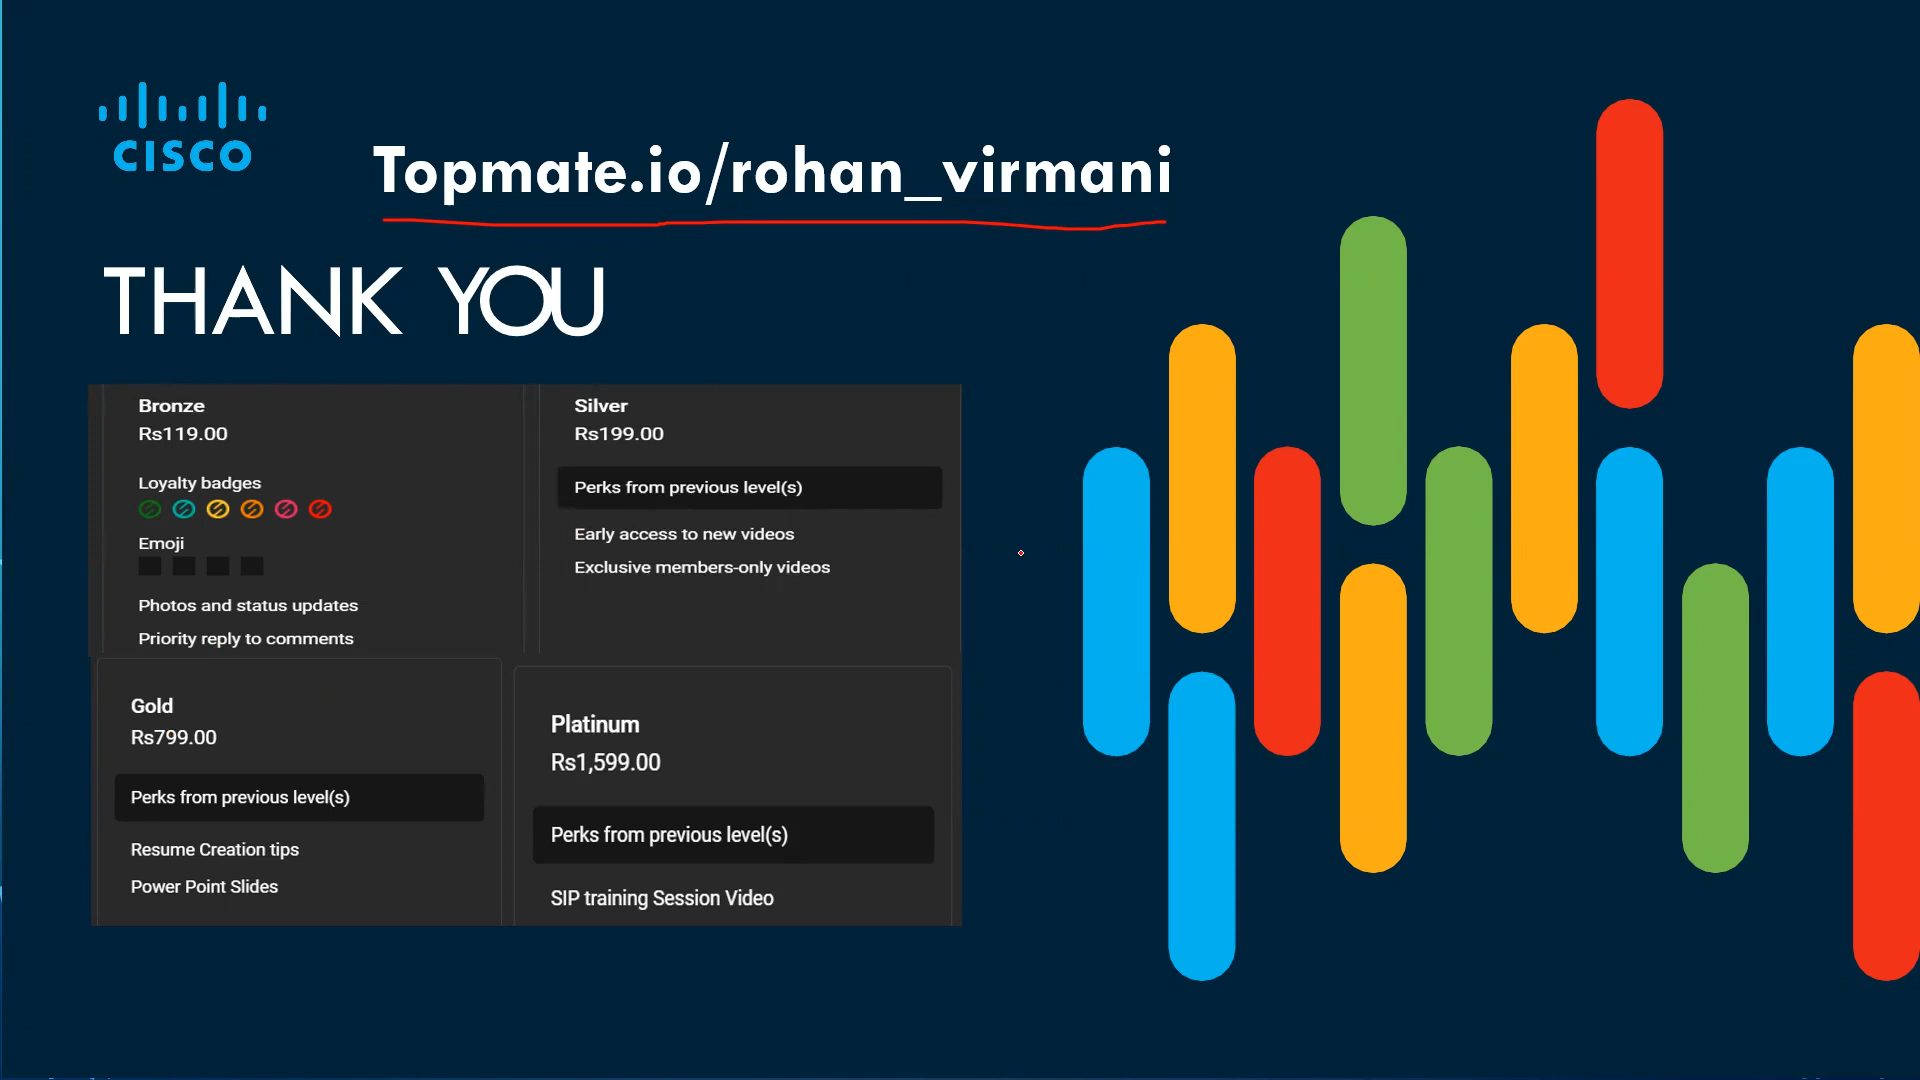 CISCO
Topmate.io/rohan_virmani
THANK YOU
Bronze
Rs119.00
Loyalty badges
Emoji
Photos and status updates
Priority reply to comments
Silver
Rs199.00
Perks from previous level(s)
Early access to new videos
Exclusive members-only videos
Gold
Rs799.00
Perks from previous level(s)
Resume Creation tips
Power Point Slides
Platinum
Rs1,599.00
Perks from previous level(s)
SIP training Session Video